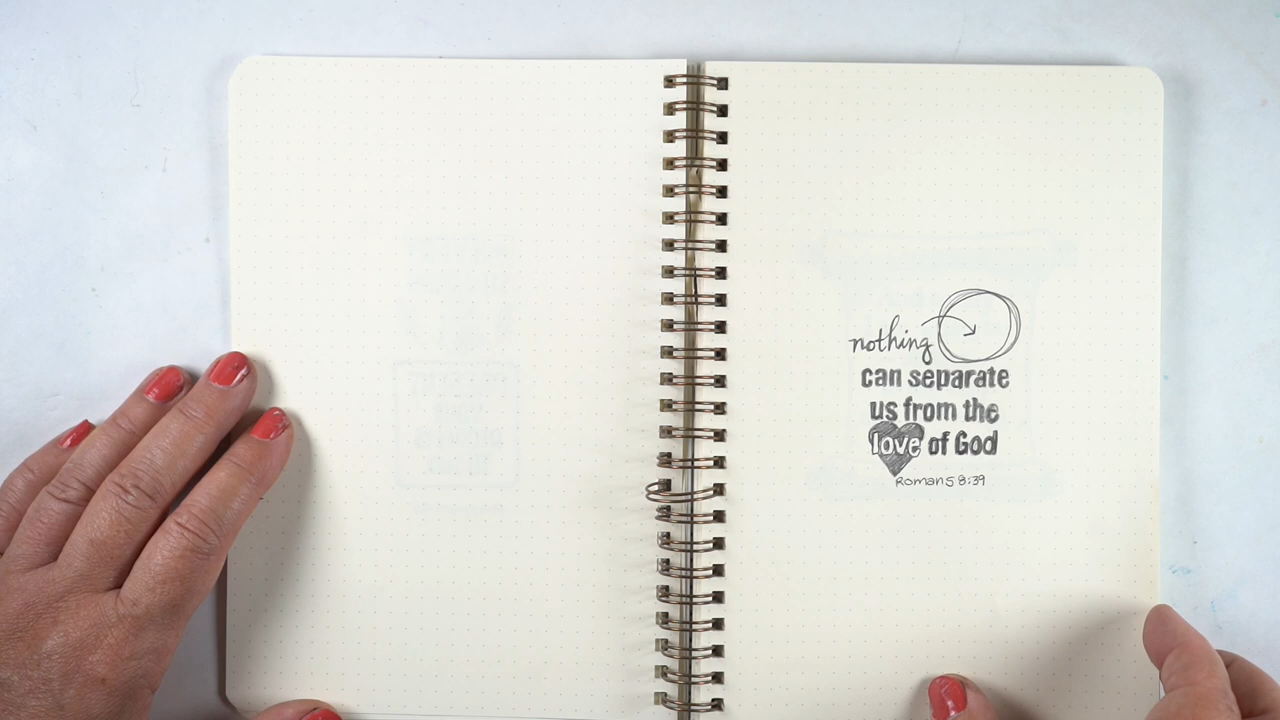 nothing
can separate
us from the
love of God
Romans 8:39